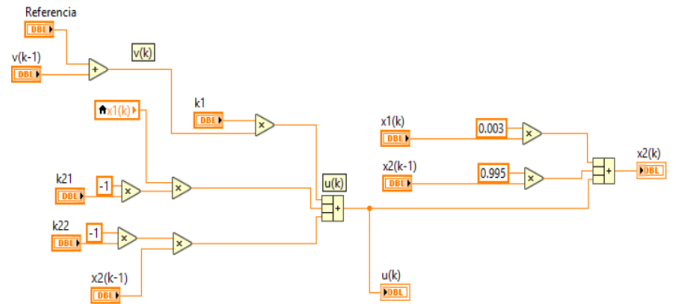 Referencia
DBL
v(k-1)
DBL
+
v(k)
x1(k)
k1
DBL
x
k21
DBL
-1
x
x
k22
DBL
-1
x
x
x2(k-1)
DBL
u(k)
+
u(k)
DBL
x1(k)
DBL
0.003
x
x2(k-1)
DBL
0.995
x
+
x2(k)
DBL